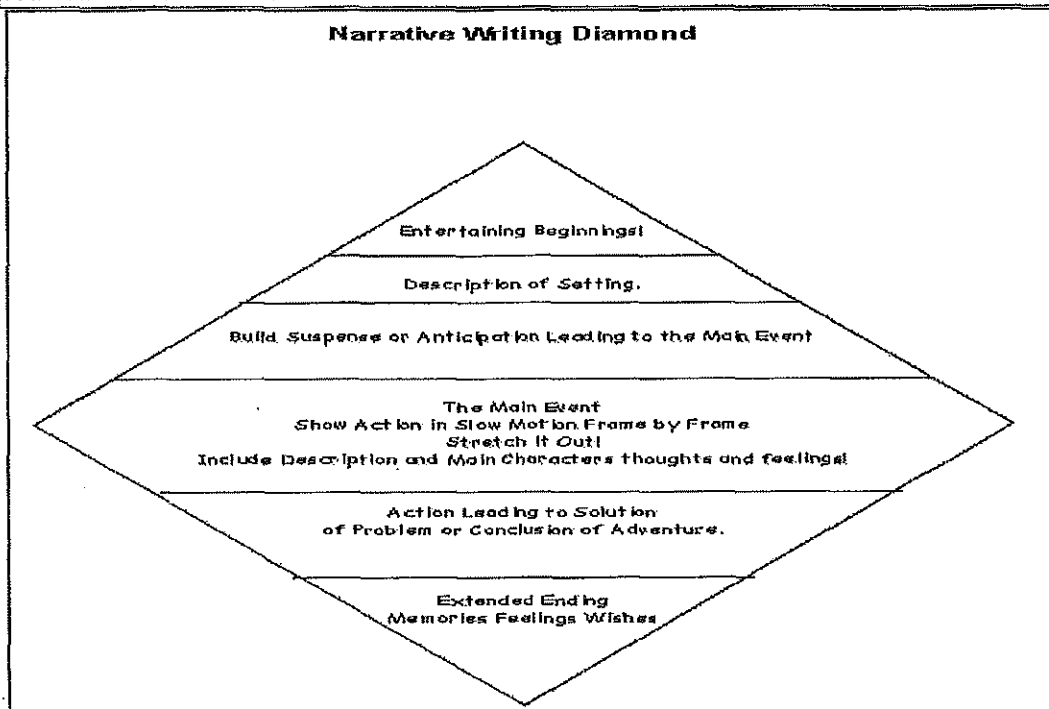 Narrative Writing Diamond
Entertaining Beginnings!
Description of Setting.
Build Suspense or Anticipation Leading to the Main Event
The Main Event
Show Action in Slow Motion Frame by Frame
Stretch It Out!
Include Description and Main Characters thoughts and feelings!
Action Leading to Solution
of Problem or Conclusion of Adventure.
Extended Ending
Memories Feelings Wishes